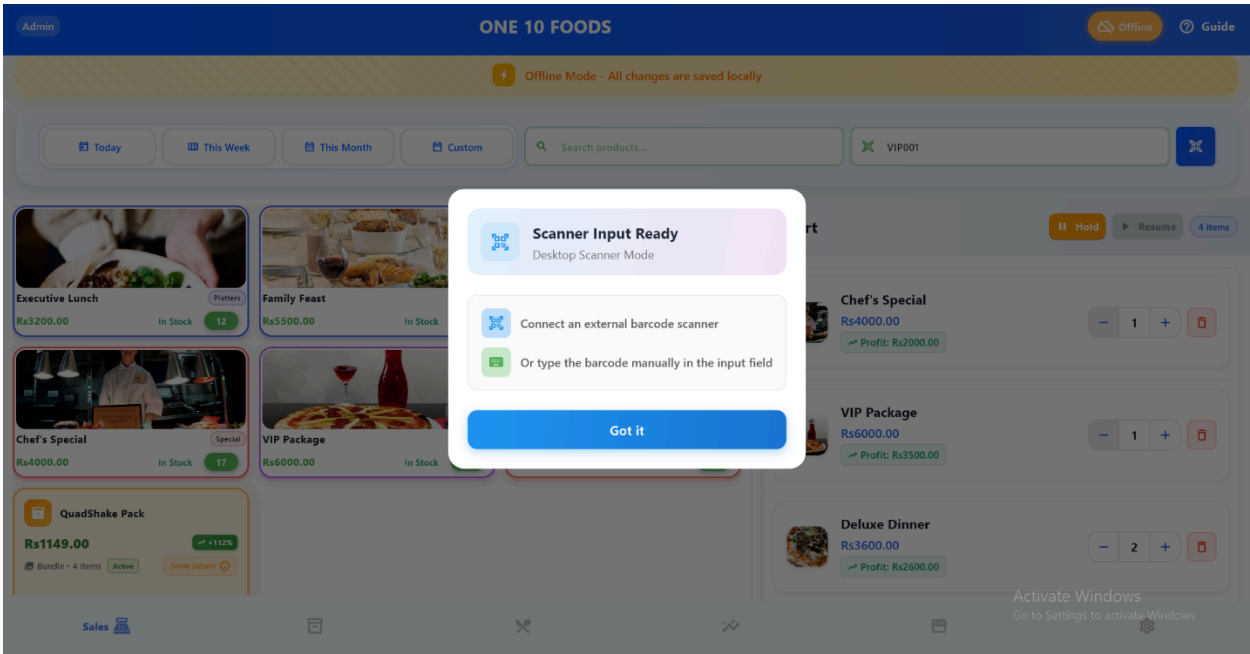 Admin
ONE 10 FOODS
Offline
Guide
Offline Mode - All changes are saved locally
Today
This Week
This Month
Custom
Search products...
VIP001
Scanner Input Ready
Desktop Scanner Mode
Connect an external barcode scanner
Or type the barcode manually in the input field
Got it
Executive Lunch
Platters
Rs3200.00
In Stock
12
Family Feast
Rs5500.00
In Stock
Chef's Special
Special
Rs4000.00
In Stock
17
VIP Package
Rs6000.00
In Stock
QuadShake Pack
Rs1149.00
+112%
Bundle • 4 items
Active
Show Details
rt
Hold
Resume
4 items
Chef's Special
Rs4000.00
Profit: Rs2000.00
1
VIP Package
Rs6000.00
Profit: Rs3500.00
1
Deluxe Dinner
Rs3600.00
Profit: Rs2600.00
2
Activate Windows
Go to Settings to activate Windows.
Sales